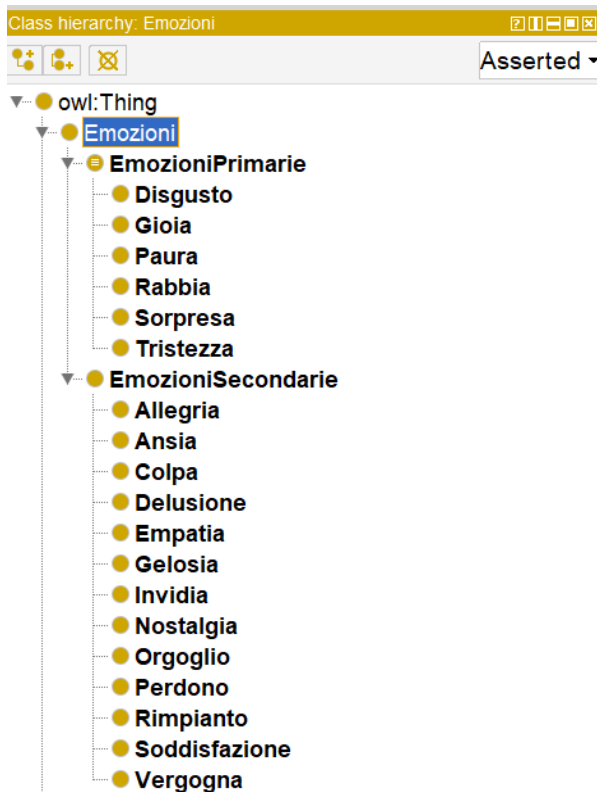 Class hierarchy: Emozioni
Asserted
owl:Thing
Emozioni
EmozioniPrimarie
Disgusto
Gioia
Paura
Rabbia
Sorpresa
Tristezza
EmozioniSecondarie
Allegria
Ansia
Colpa
Delusione
Empatia
Gelosia
Invidia
Nostalgia
Orgoglio
Perdono
Rimpianto
Soddisfazione
Vergogna